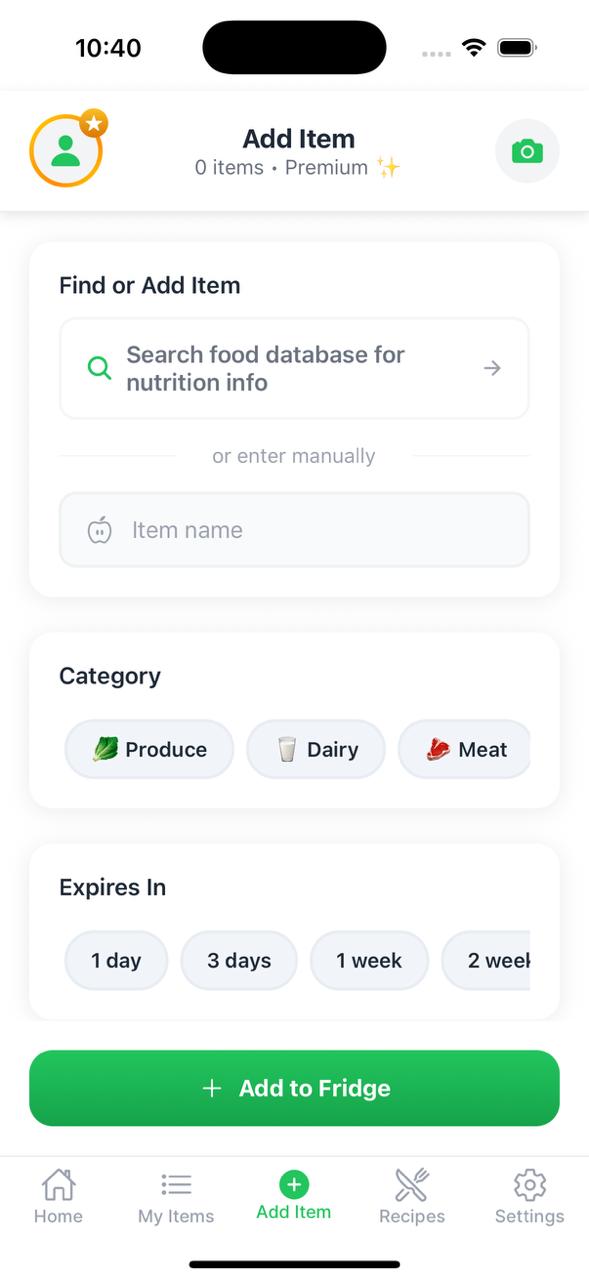 10:40
Add Item
0 items • Premium ✨
Find or Add Item
Search food database for
nutrition info
or enter manually
Item name
Category
🥬 Produce
🥛 Dairy
🥩 Meat
Expires In
1 day
3 days
1 week
2 week
Add to Fridge
Home
My Items
Add Item
Recipes
Settings